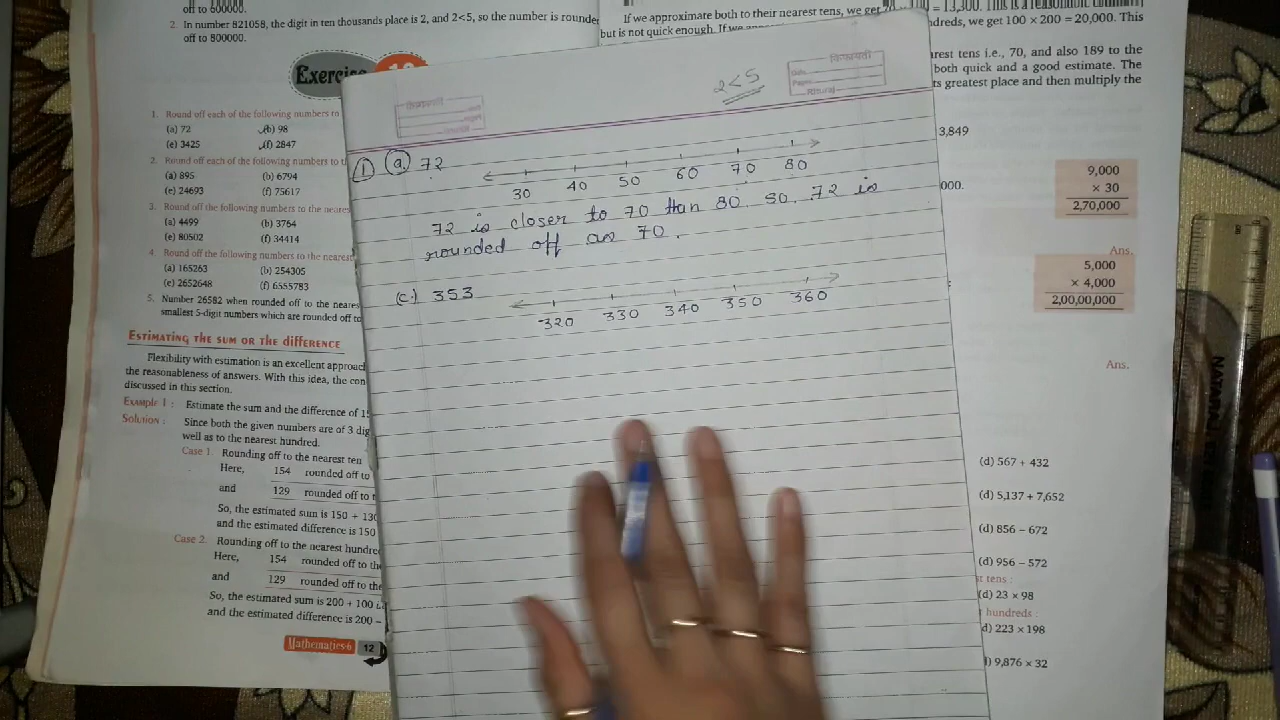 off to 600000.
2. In number 821058, the digit in ten thousands place is 2, and 2<5, so the number is rounde
off to 800000.
Exercise
1. Round off each of the following numbers to
(a) 72 (b) 98
(e) 3425 (f) 2847
2. Round off each of the following numbers to t
(a) 895 (b) 6794
(e) 24693 (f) 75617
3. Round off the following numbers to the neares
(a) 4499 (b) 3764
(e) 80502 (f) 34414
4. Round off the following numbers to the nearest
(a) 165263 (b) 254305
(e) 2652648 (f) 6555783
5. Number 26582 when rounded off to the neares
smallest 5-digit numbers which are rounded off to
ESTIMATING THE SUM OR THE DIFFERENCE
Flexibility with estimation is an excellent approach
the reasonableness of answers. With this idea, the con
discussed in this section.
Example 1 : Estimate the sum and the difference of 1
Solution : Since both the given numbers are of 3 dig
well as to the nearest hundred.
Case 1. Rounding off to the nearest ten
Here, 154 rounded off to
and 129 rounded off to
So, the estimated sum is 150 + 130
and the estimated difference is 150
Case 2. Rounding off to the nearest hundre
Here, 154 rounded off to the
and 129 rounded off to the
So, the estimated sum is 200 + 100
and the estimated difference is 200 –
Mathematics-6 12
2<5
① (a) 72
30 40 50 60 70 80
72 is closer to 70 than 80. So, 72 is
rounded off as 70.
(c) 353
320 330 340 350 360
If we approximare both to their nearest tens, we get
= 13,300.
but is not quick enough. If we
dreds, we get 100 × 200 = 20,000. This
rest tens i.e., 70, and also 189 to the
both quick and a good estimate. The
ts greatest place and then multiply the
3,849
000.
9,000
× 30
2,70,000
Ans.
5,000
× 4,000
2,00,00,000
Ans.
(d) 567 + 432
(d) 5,137 + 7,652
(d) 856 – 672
(d) 956 – 572
st tens :
(d) 23 × 98
hundreds :
d) 223 × 198
) 9,876 × 32